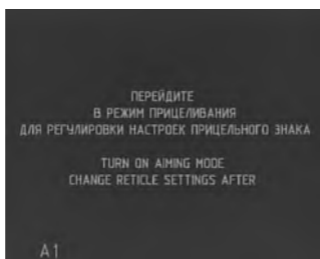 ПЕРЕЙДИТЕ
В РЕЖИМ ПРИЦЕЛИВАНИЯ
ДЛЯ РЕГУЛИРОВКИ НАСТРОЕК ПРИЦЕЛЬНОГО ЗНАКА
TURN ON AIMING MODE
CHANGE RETICLE SETTINGS AFTER
A1